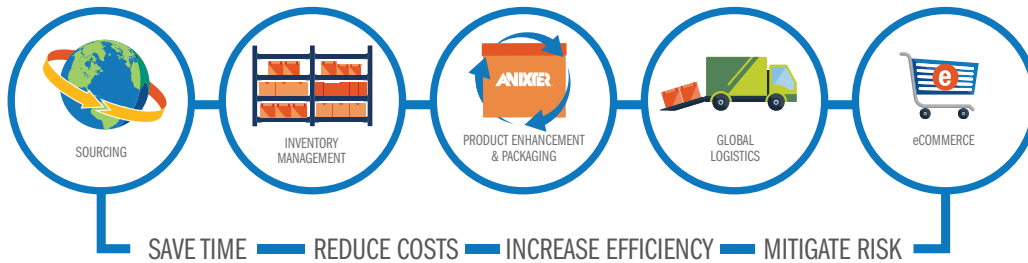 SOURCING
INVENTORY
MANAGEMENT
ANIXTER
PRODUCT ENHANCEMENT
& PACKAGING
GLOBAL
LOGISTICS
e
eCOMMERCE
SAVE TIME
REDUCE COSTS
INCREASE EFFICIENCY
MITIGATE RISK